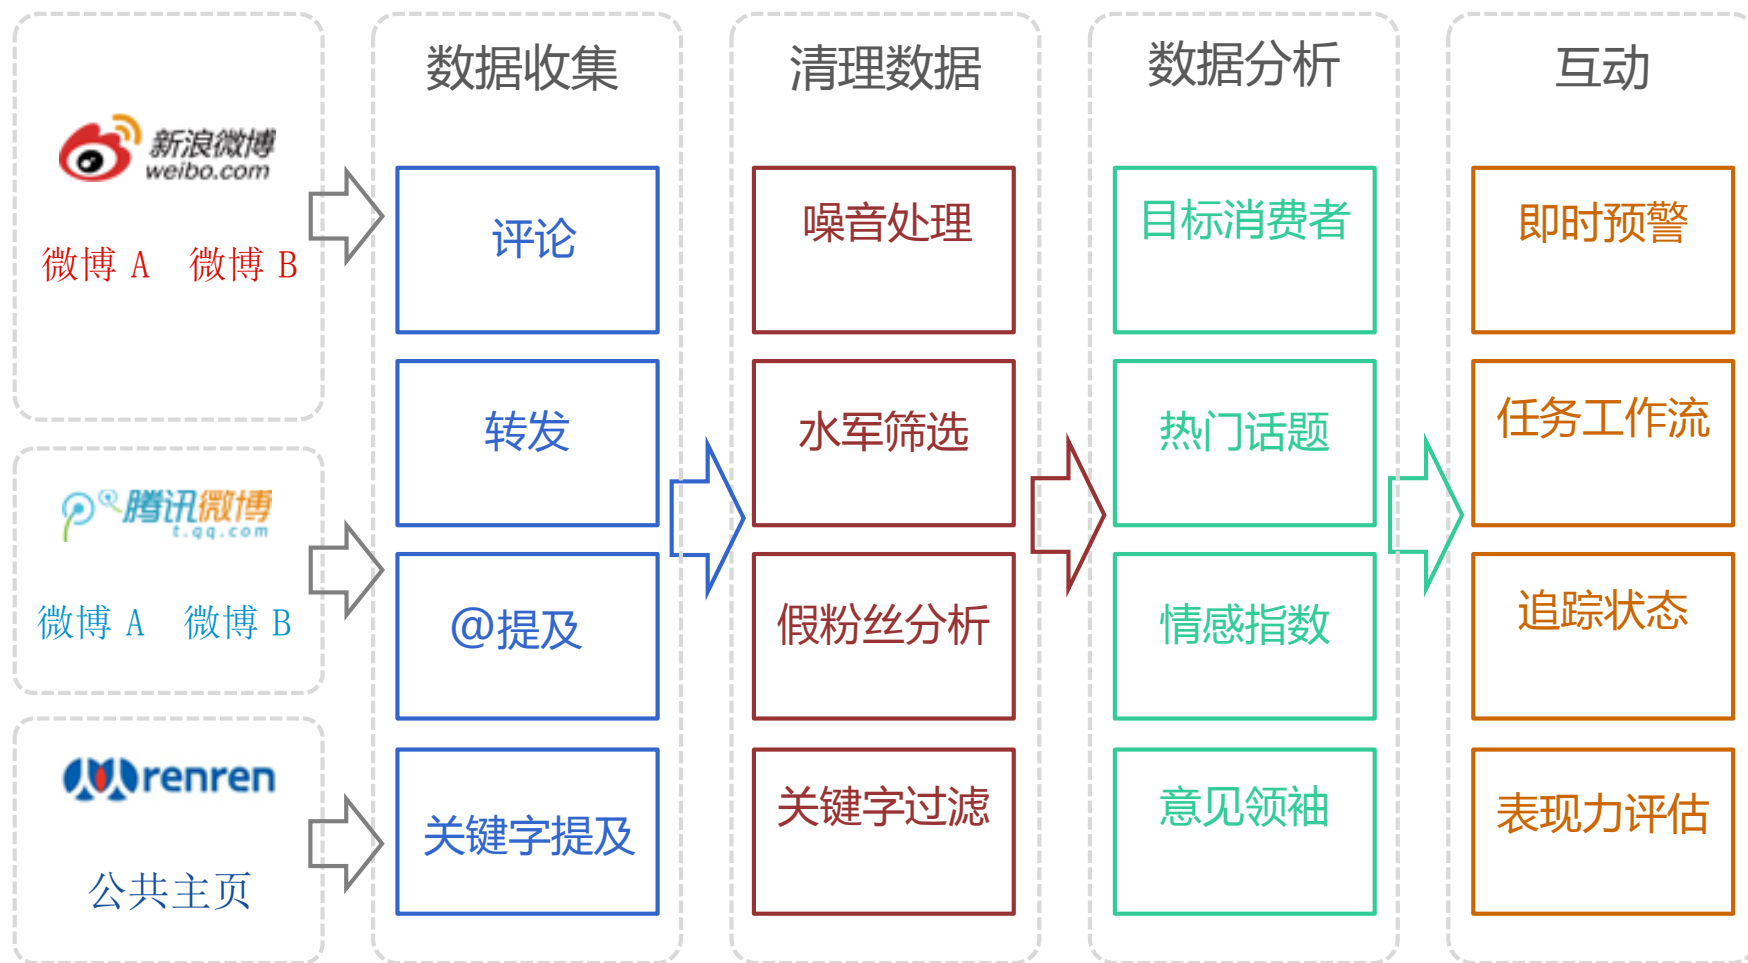 新浪微博
weibo.com
微博 A 微博 B
腾讯微博
t.qq.com
微博 A 微博 B
renren
公共主页
数据收集
评论
转发
@提及
关键字提及
清理数据
噪音处理
水军筛选
假粉丝分析
关键字过滤
数据分析
目标消费者
热门话题
情感指数
意见领袖
互动
即时预警
任务工作流
追踪状态
表现力评估